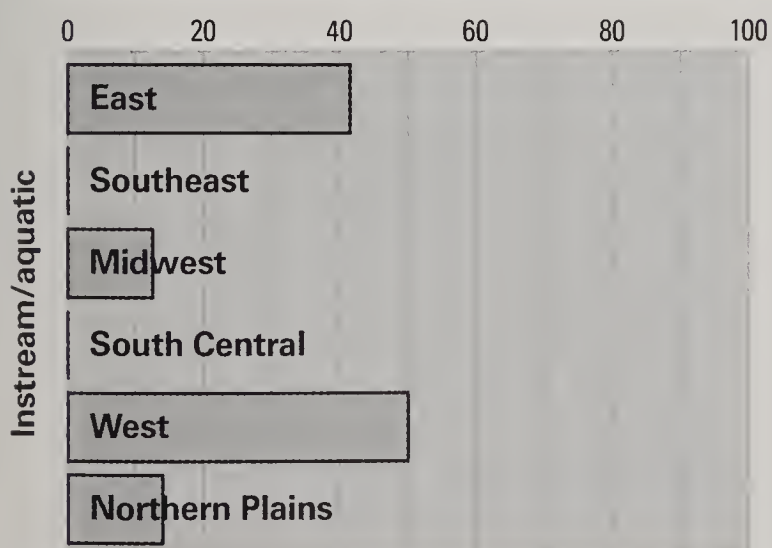 0 20 40 60 80 100
Instream/aquatic
East
Southeast
Midwest
South Central
West
Northern Plains